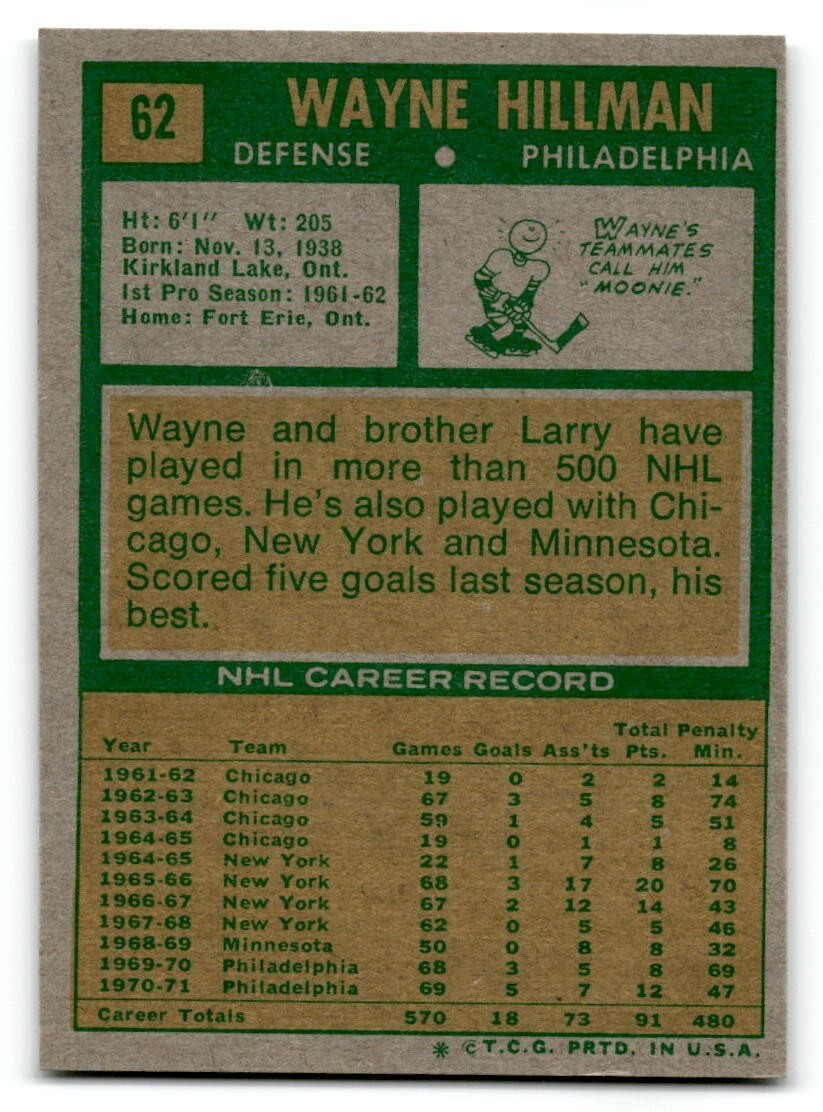 62
WAYNE HILLMAN
DEFENSE • PHILADELPHIA
Ht: 6'1" Wt: 205
Born: Nov. 13, 1938
Kirkland Lake, Ont.
1st Pro Season: 1961-62
Home: Fort Erie, Ont.
WAYNE'S
TEAMMATES
CALL HIM
"MOONIE."
Wayne and brother Larry have
played in more than 500 NHL
games. He's also played with Chi-
cago, New York and Minnesota.
Scored five goals last season, his
best.
NHL CAREER RECORD
Year Team Games Goals Ass'ts Total Pts. Penalty Min.
1961-62 Chicago 19 0 2 2 14
1962-63 Chicago 67 3 5 8 74
1963-64 Chicago 59 1 4 5 51
1964-65 Chicago 19 0 1 1 8
1964-65 New York 22 1 7 8 26
1965-66 New York 68 3 17 20 70
1966-67 New York 67 2 12 14 43
1967-68 New York 62 0 5 5 46
1968-69 Minnesota 50 0 8 8 32
1969-70 Philadelphia 68 3 5 8 69
1970-71 Philadelphia 69 5 7 12 47
Career Totals 570 18 73 91 480
* © T.C.G. PRTD. IN U.S.A.